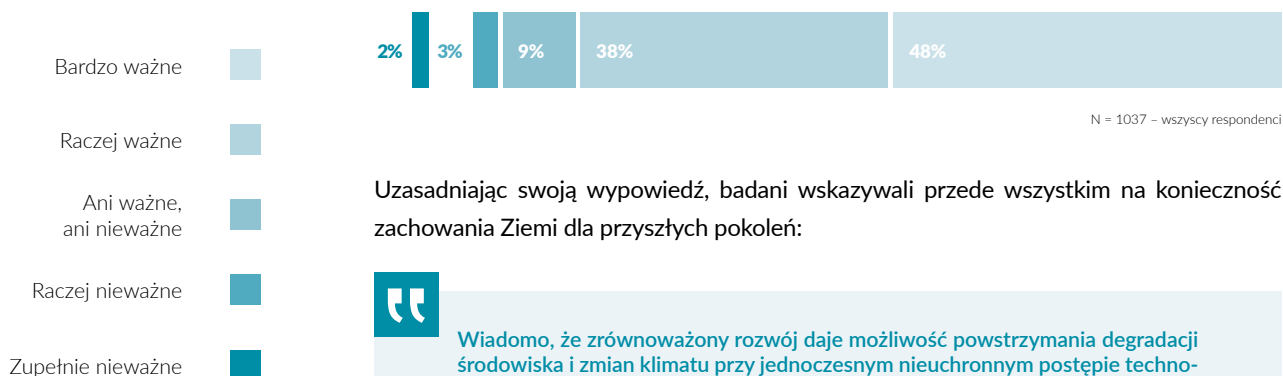 Bardzo ważne
Raczej ważne
Ani ważne,
ani nieważne
Raczej nieważne
Zupełnie nieważne
2% 3% 9% 38% 48%
N = 1037 – wszyscy respondenci
Uzasadniając swoją wypowiedź, badani wskazywali przede wszystkim na konieczność
zachowania Ziemi dla przyszłych pokoleń:
Wiadomo, że zrównoważony rozwój daje możliwość powstrzymania degradacji
środowiska i zmian klimatu przy jednoczesnym nieuchronnym postępie techno-